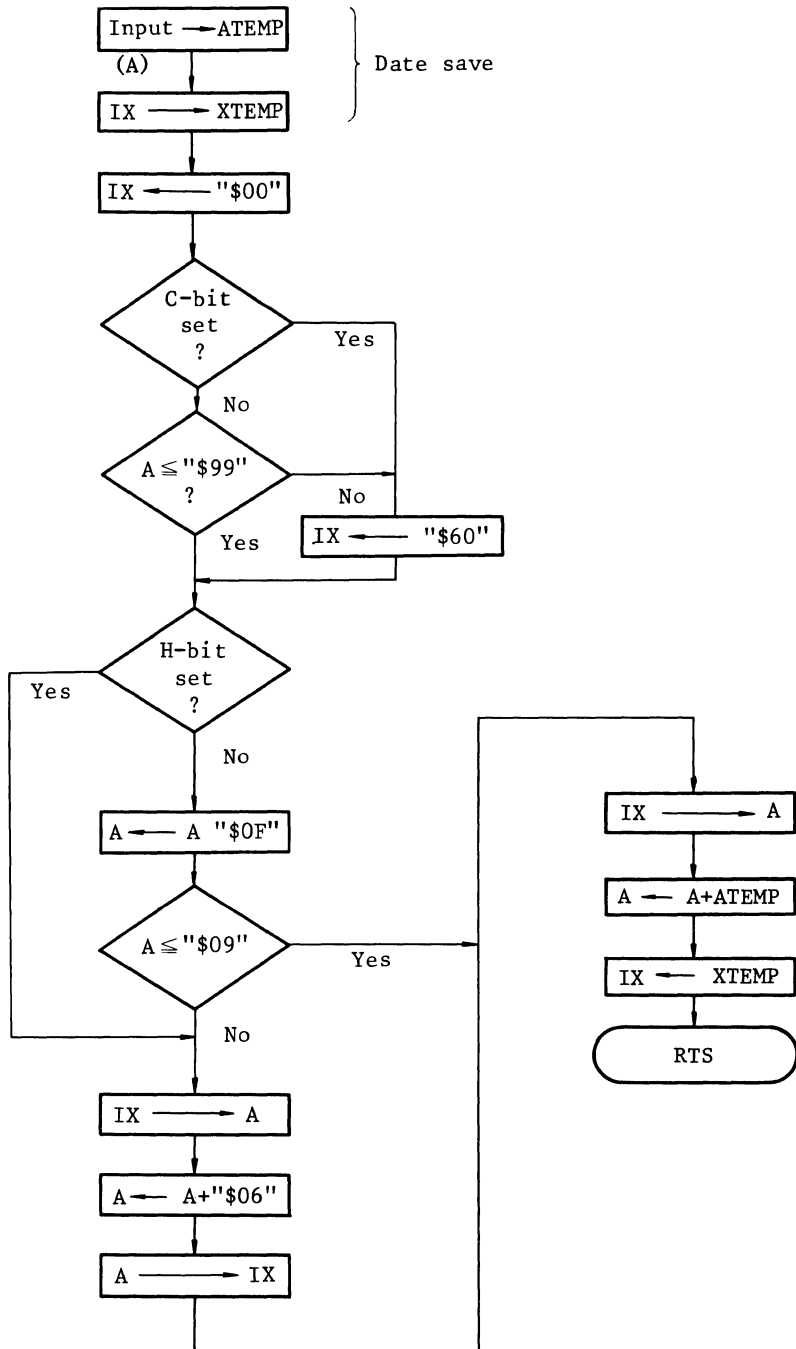 Input → ATEMP
(A)
Date save
IX → XTEMP
IX ← "$00"
C-bit
set
?
Yes
No
A ≦ "$99"
?
No
Yes
IX ← "$60"
H-bit
set
?
Yes
No
A ← A "$0F"
A ≦ "$09"
Yes
No
IX → A
A ← A+"$06"
A → IX
IX → A
A ← A+ATEMP
IX ← XTEMP
RTS